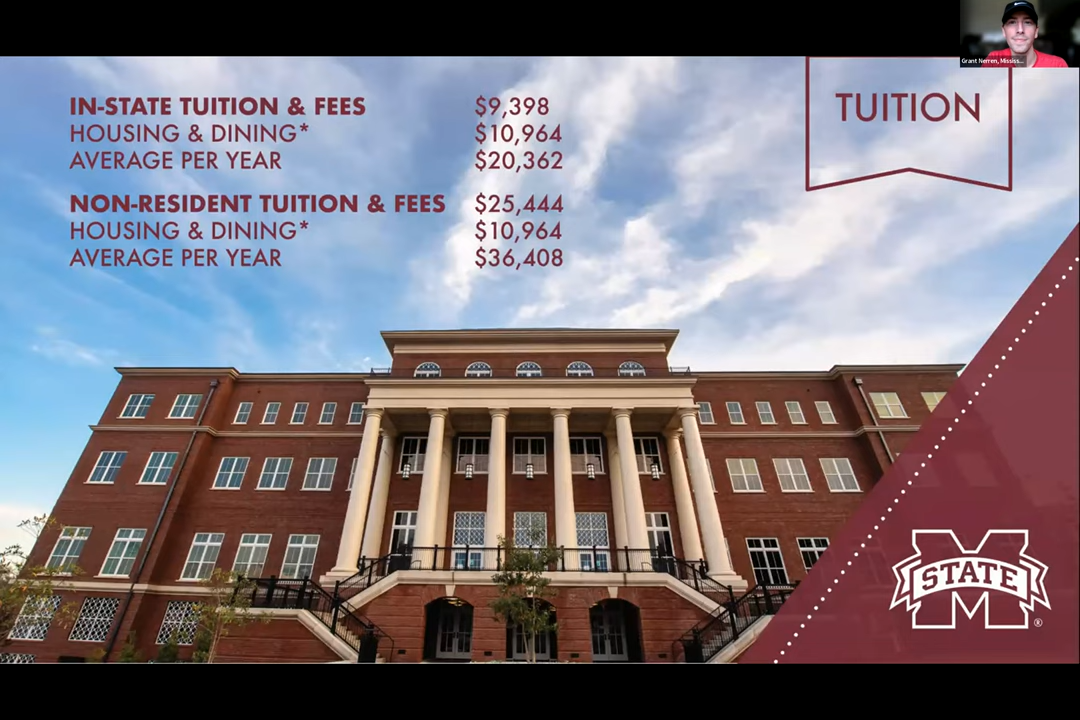 Grant Nerren, Mississ...
TUITION
IN-STATE TUITION & FEES $9,398
HOUSING & DINING* $10,964
AVERAGE PER YEAR $20,362
NON-RESIDENT TUITION & FEES $25,444
HOUSING & DINING* $10,964
AVERAGE PER YEAR $36,408
M STATE ®